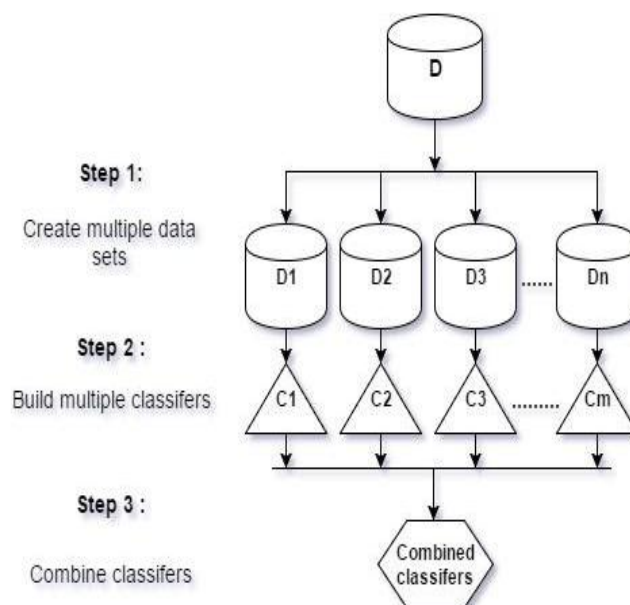 D
Step 1:
Create multiple data
sets
D1 D2 D3 ...... Dn
Step 2 :
Build multiple classifers
C1 C2 C3 ......... Cm
Step 3 :
Combine classifers
Combined
classifers